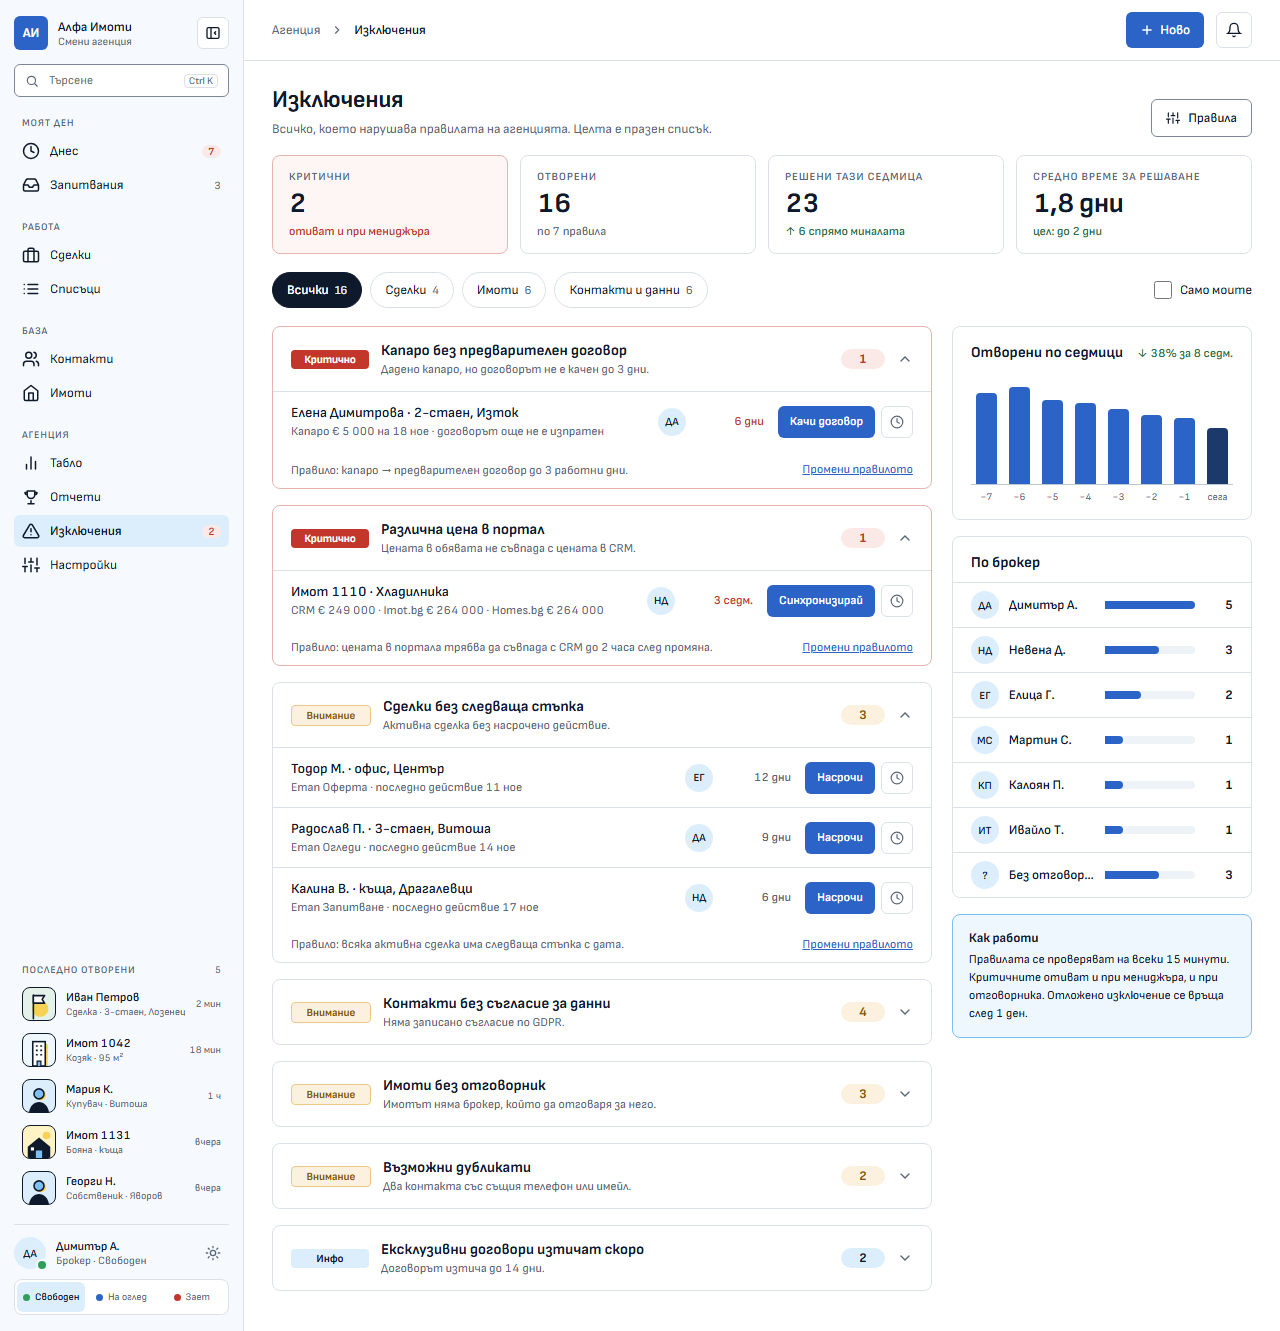 АИ
Алфа Имоти
Смени агенция
Търсене
Ctrl K
МОЯТ ДЕН
Днес 7
Запитвания 3
РАБОТА
Сделки
Списъци
БАЗА
Контакти
Имоти
АГЕНЦИЯ
Табло
Отчети
Изключения 2
Настройки
ПОСЛЕДНО ОТВОРЕНИ 5
Иван Петров
Сделка · 3-стаен, Лозенец
2 мин
Имот 1042
Козяк · 95 м²
18 мин
Мария К.
Купувач · Витоша
1 ч
Имот 1131
Бояна · къща
вчера
Георги Н.
Собственик · Яворов
вчера
ДА
Димитър А.
Брокер · Свободен
Свободен На оглед Зает
Агенция > Изключения
+ Ново
Изключения
Всичко, което нарушава правилата на агенцията. Целта е празен списък.
Правила
КРИТИЧНИ
2
отиват и при мениджъра
ОТВОРЕНИ
16
по 7 правила
РЕШЕНИ ТАЗИ СЕДМИЦА
23
↑ 6 спрямо миналата
СРЕДНО ВРЕМЕ ЗА РЕШАВАНЕ
1,8 дни
цел: до 2 дни
Всички 16
Сделки 4
Имоти 6
Контакти и данни 6
Само моите
Критично
Капаро без предварителен договор
Дадено капаро, но договорът не е качен до 3 дни.
1
Елена Димитрова · 2-стаен, Изток
Капаро € 5 000 на 18 ное · договорът още не е изпратен
ДА
6 дни
Качи договор
Правило: капаро → предварителен договор до 3 работни дни.
Промени правилото
Критично
Различна цена в портал
Цената в обявата не съвпада с цената в CRM.
1
Имот 1110 · Хладилника
CRM € 249 000 · Imot.bg € 264 000 · Homes.bg € 264 000
НД
3 седм.
Синхронизирай
Правило: цената в портала трябва да съвпада с CRM до 2 часа след промяна.
Промени правилото
Внимание
Сделки без следваща стъпка
Активна сделка без насрочено действие.
3
Тодор М. · офис, Център
Етап Оферта · последно действие 11 ное
ЕГ
12 дни
Насрочи
Радослав П. · 3-стаен, Витоша
Етап Огледи · последно действие 14 ное
ДА
9 дни
Насрочи
Калина В. · къща, Драгалевци
Етап Запитване · последно действие 17 ное
НД
6 дни
Насрочи
Правило: всяка активна сделка има следваща стъпка с дата.
Промени правилото
Внимание
Контакти без съгласие за данни
Няма записано съгласие по GDPR.
4
Внимание
Имоти без отговорник
Имотът няма брокер, който да отговаря за него.
3
Внимание
Възможни дубликати
Два контакта със същия телефон или имейл.
2
Инфо
Ексклузивни договори изтичат скоро
Договорът изтича до 14 дни.
2
Отворени по седмици
↓ 38% за 8 седм.
-7 -6 -5 -4 -3 -2 -1 сега
По брокер
ДА Димитър А. 5
НД Невена Д. 3
ЕГ Елица Г. 2
МС Мартин С. 1
КП Калоян П. 1
ИТ Ивайло Т. 1
? Без отговор... 3
Как работи
Правилата се проверяват на всеки 15 минути.
Критичните отиват и при мениджъра, и при
отговорника. Отложено изключение се връща
след 1 ден.